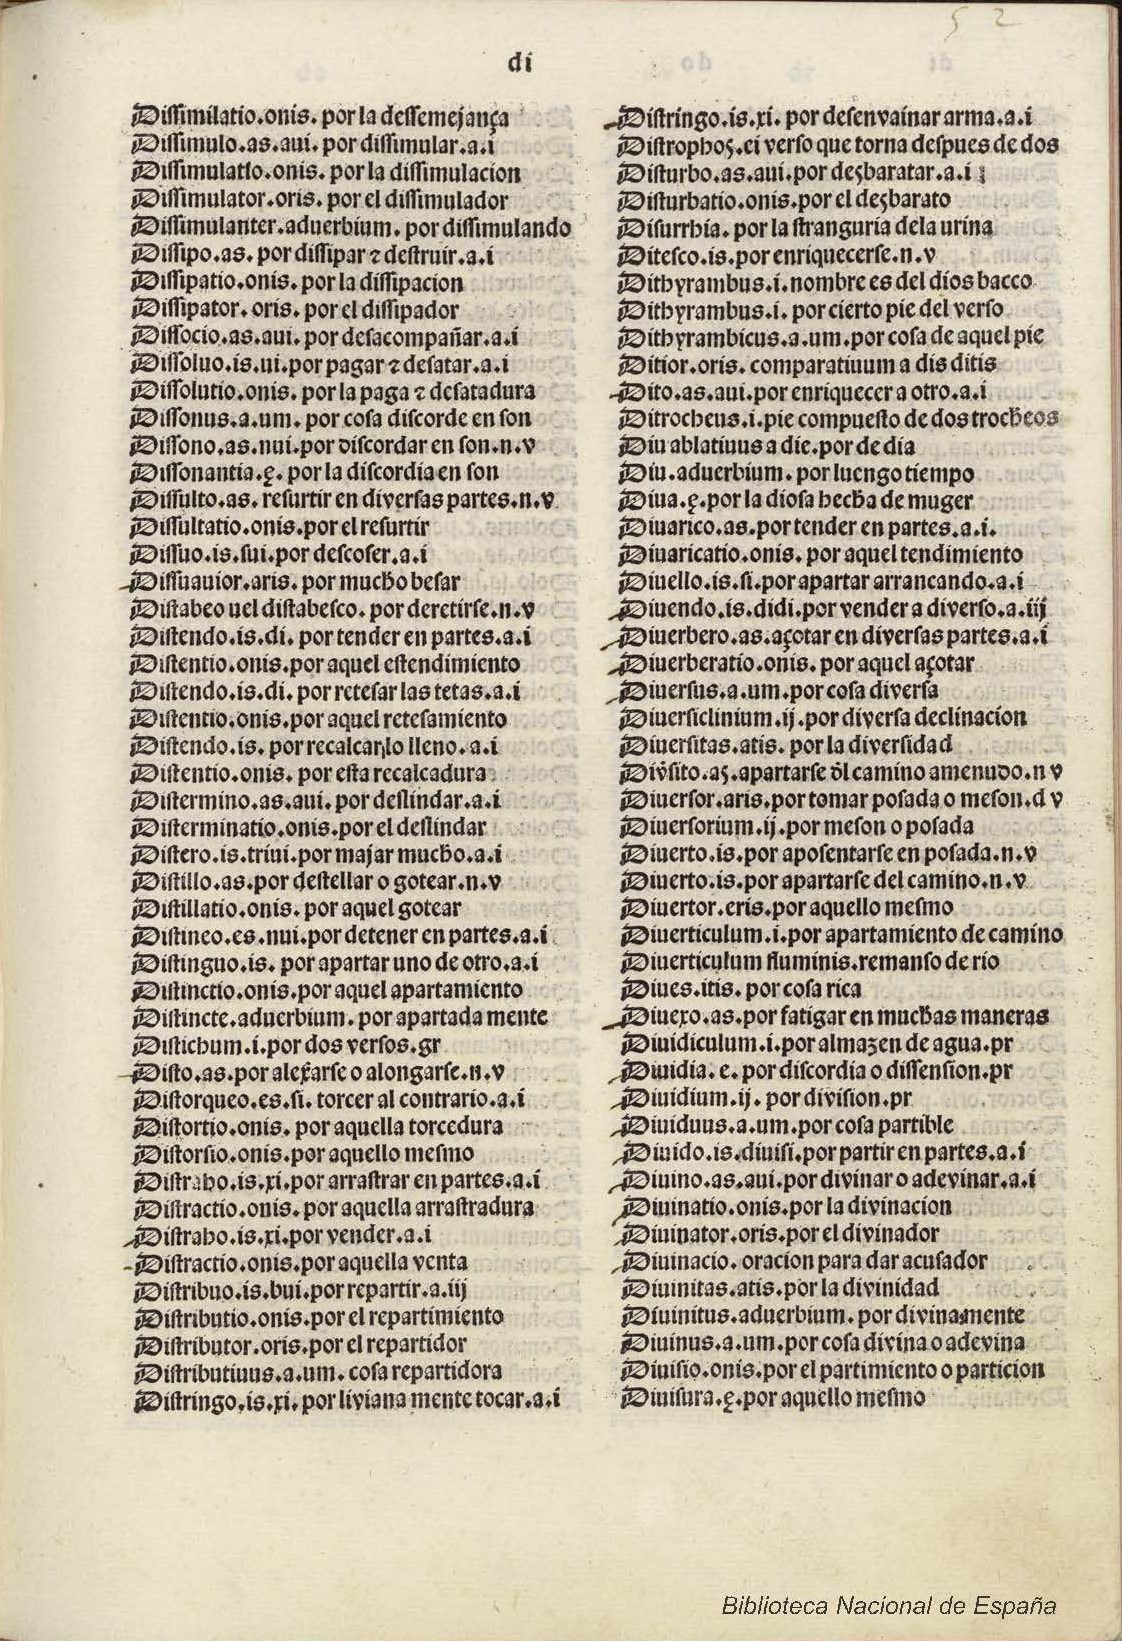 52
di
Dissimilatio.onis. por la dessemejança
Dissimulo.as.aui. por dissimular.a.i
Dissimulatio.onis. por la dissimulacion
Dissimulator.oris. por el dissimulador
Dissimulanter.aduerbium. por dissimulando
Dissipo.as. por dissipar ⁊ destruir.a.i
Dissipatio.onis. por la dissipacion
Dissipator. oris. por el dissipador
Dissocio.as.aui. por desacompañar.a.i
Dissoluo.is.ui.por pagar ⁊ desatar.a.i
Dissolutio.onis. por la paga ⁊ desatadura
Dissonus.a.um. por cosa discorde en son
Dissono.as.nui.por discordar en son.n.v
Dissonantia.ę. por la discordia en son
Dissulto.as. resurtir en diversas partes.n.v
Dissultatio.onis.por el resurtir
Dissuo.is.sui.por descoser.a.i
Dissuauior.aris. por mucho besar
Distabeo uel distabesco. por deretirse.n.v
Distendo.is.di. por tender en partes.a.i
Distentio.onis.por aquel estendimiento
Distendo.is.di. por retesar las tetas.a.i
Distentio.onis.por aquel retesamiento
Distendo.is. por recalcar lo lleno.a.i
Distentio.onis. por esta recalcadura
Distermino.as.aui. por deslindar.a.i
Disterminatio.onis.por el deslindar
Distero.is.triui.por majar mucho.a.i
Distillo.as.por destellar o gotear.n.v
Distillatio.onis. por aquel gotear
Distineo.es.nui.por detener en partes.a.i
Distinguo.is. por apartar uno de otro.a.i
Distinctio.onis.por aquel apartamiento
Distincte.aduerbium. por apartada mente
Distichum.i.por dos versos.gr
Disto.as.por alexarse o alongarse.n.v
Distorqueo.es.si. torcer al contrario.a.i
Distortio.onis. por aquella torcedura
Distorsio.onis.por aquello mesmo
Distraho.is.xi.por arrastrar en partes.a.i
Distractio.onis. por aquella arrastradura
Distraho.is.xi.por vender.a.i
Distractio.onis.por aquella venta
Distribuo.is.bui.por repartir.a.iij
Distributio.onis.por el repartimiento
Distributor.oris.por el repartidor
Distributiuus.a.um. cosa repartidora
Distringo.is.xi. por liviana mente tocar.a.i
Distringo.is.xi. por desenvainar arma.a.i
Distrophos.ei verso que torna despues de dos
Disturbo.as.aui.por desbaratar.a.i
Disturbatio.onis.por el desbarato
Disurrhia. por la stranguria dela urina
Ditesco.is.por enriquecerse.n.v
Dithyrambus.i.nombre es del dios bacco
Dithyrambus.i. por cierto pie del verso
Dithyrambicus.a.um.por cosa de aquel pie
Ditior.oris. comparatiuum a dis ditis
Dito.as.aui.por enriquecer a otro.a.i
Ditrocheus.i.pie compuesto de dos trocheos
Diu ablatiuus a die.por de dia
Diu.aduerbium. por luengo tiempo
Diua.ę.por la diosa hecha de muger
Diuarico.as.por tender en partes.a.i.
Diuaricatio.onis. por aquel tendimiento
Diuello.is.si.por apartar arrancando.a.i
Diuendo.is.didi.por vender a diverso.a.iij
Diuerbero.as.açotar en diversas partes.a.i
Diuerberatio.onis. por aquel açotar
Diuersus.a.um.por cosa diversa
Diuersiclinium.ij.por diversa declinacion
Diuersitas.atis. por la diversidad
Diu̾sito.as.apartarse đl camino amenudo.n v
Diuersor.aris.por tomar posada o meson.d v
Diuersorium.ij.por meson o posada
Diuerto.is.por aposentarse en posada.n.v
Diuerto.is.por apartarse del camino.n.v
Diuertor.eris.por aquello mesmo
Diuerticulum.i.por apartamiento de camino
Diuerticulum fluminis.remanso de rio
Diues.itis. por cosa rica
Diuexo.as.por fatigar en muchas maneras
Diuidiculum.i.por almazen de agua.pr
Diuidia.e. por discordia o dissension.pr
Diuidium.ij. por division.pr
Diuiduus.a.um.por cosa partible
Diuido.is.diuisi.por partir en partes.a.i
Diuino.as.aui.por divinar o adevinar.a.i
Diuinatio.onis.por la divinacion
Diuinator.oris.por el divinador
Diuinacio. oracion para dar acusador
Diuinitas.atis.por la divinidad
Diuinitus.aduerbium. por divinamente
Diuinus.a.um.por cosa divina o adevina
Diuisio.onis.por el partimiento o particion
Diuisura.ę.por aquello mesmo
Biblioteca Nacional de España